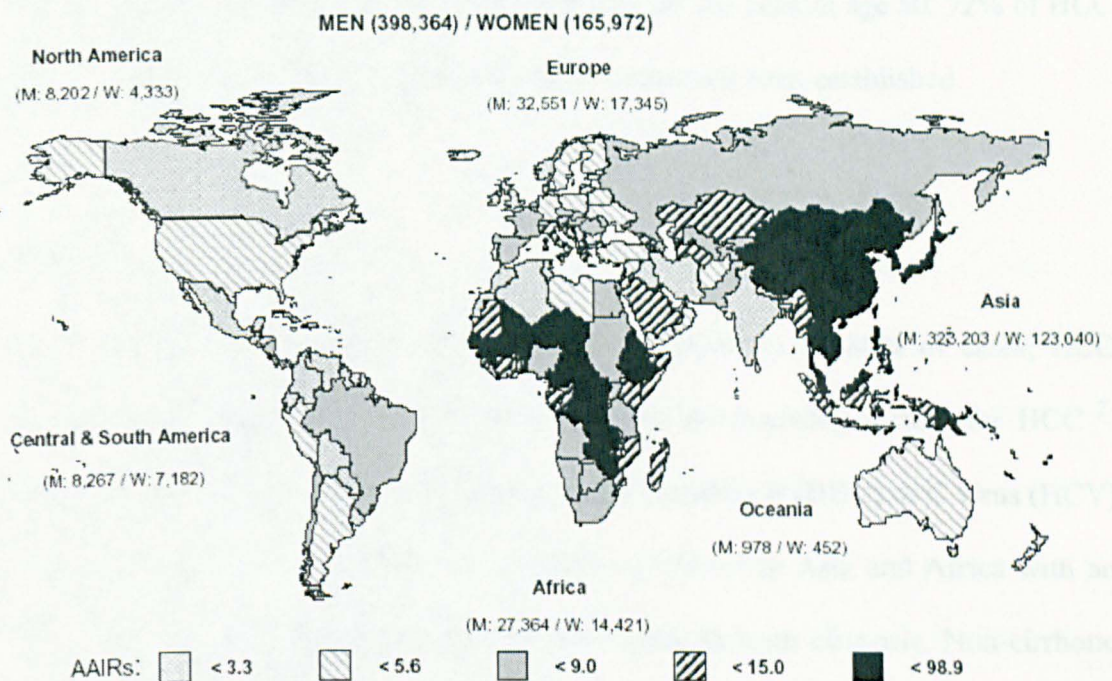 MEN (398,364) / WOMEN (165,972)
North America
(M: 8,202 / W: 4,333)
Europe
(M: 32,551 / W: 17,345)
Asia
(M: 323,203 / W: 123,040)
Central & South America
(M: 8,267 / W: 7,182)
Oceania
(M: 978 / W: 452)
Africa
(M: 27,364 / W: 14,421)
AAIRs: <3.3 <5.6 <9.0 <15.0 <98.9